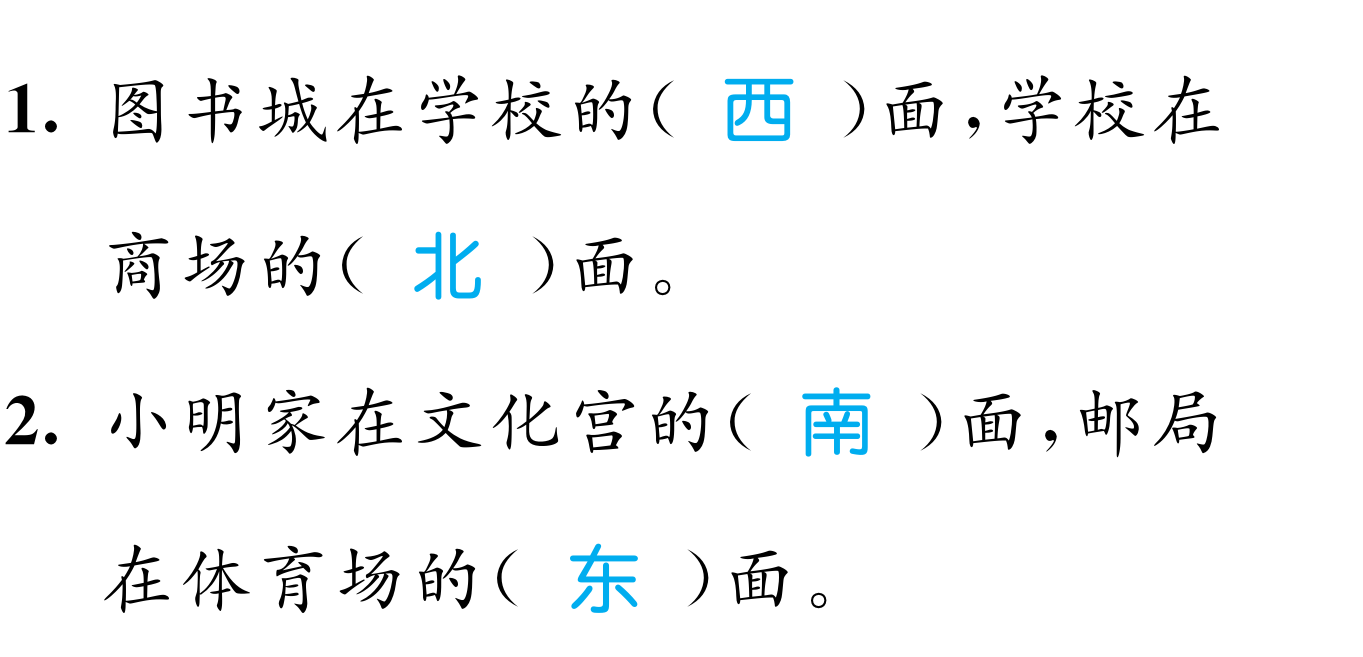 1. 图书城在学校的( 西 )面,学校在
商场的( 北 )面。
2. 小明家在文化宫的( 南 )面,邮局
在体育场的( 东 )面。